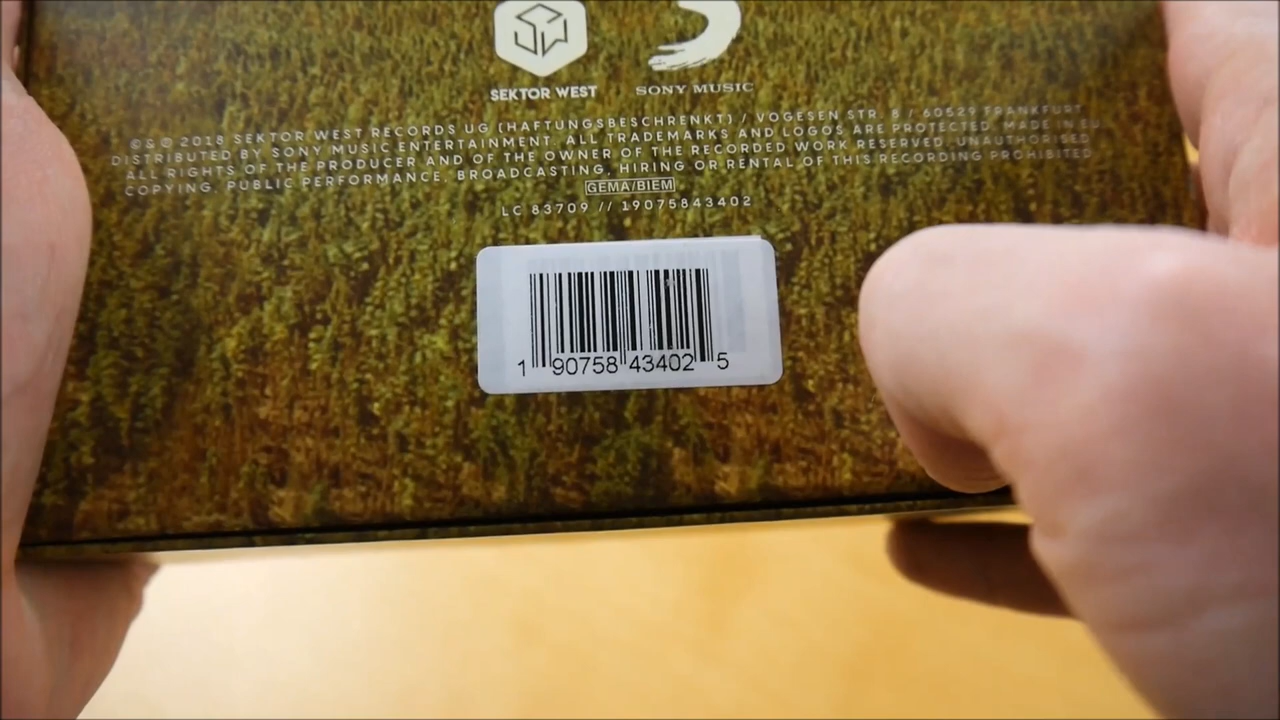 SEKTOR WEST
SONY MUSIC
℗&© 2018 SEKTOR WEST RECORDS UG (HAFTUNGSBESCHRENKT) / VOGESEN STR. 8 / 60529 FRANKFURT
DISTRIBUTED BY SONY MUSIC ENTERTAINMENT. ALL TRADEMARKS AND LOGOS ARE PROTECTED. MADE IN EU.
ALL RIGHTS OF THE PRODUCER AND OF THE OWNER OF THE RECORDED WORK RESERVED. UNAUTHORISED
COPYING, PUBLIC PERFORMANCE, BROADCASTING, HIRING OR RENTAL OF THIS RECORDING PROHIBITED
GEMA/BIEM
LC 83709 // 19075843402
1 90758 43402 5